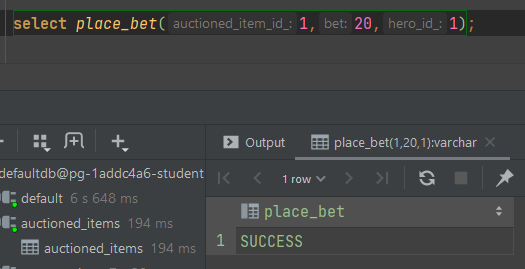 select place_bet( auctioned_item_id_: 1, bet: 20, hero_id_: 1);
Output
place_bet(1,20,1):varchar
defaultdb@pg-1addc4a6-student
1 row
default 6 s 648 ms
auctioned_items 194 ms
auctioned_items 194 ms
place_bet
1 SUCCESS